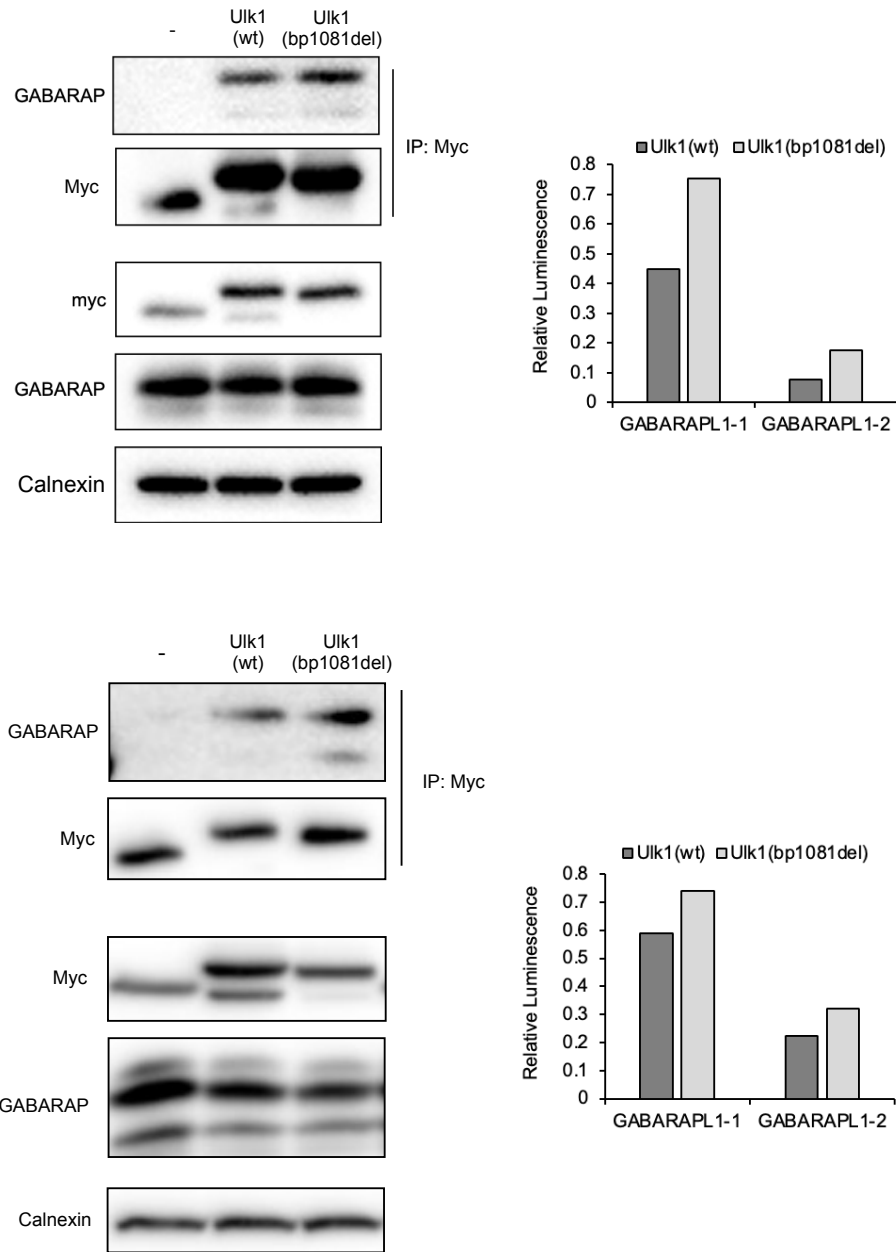 - Ulk1 (wt) Ulk1 (bp1081del)
GABARAP
IP: Myc
Myc
myc
GABARAP
Calnexin
Ulk1(wt) Ulk1(bp1081del)
0.8
0.7
0.6
0.5
0.4
0.3
0.2
0.1
0
Relative Luminescence
GABARAPL1-1 GABARAPL1-2
- Ulk1 (wt) Ulk1 (bp1081del)
GABARAP
IP: Myc
Myc
Myc
GABARAP
Calnexin
Ulk1(wt) Ulk1(bp1081del)
0.8
0.7
0.6
0.5
0.4
0.3
0.2
0.1
0
Relative Luminescence
GABARAPL1-1 GABARAPL1-2